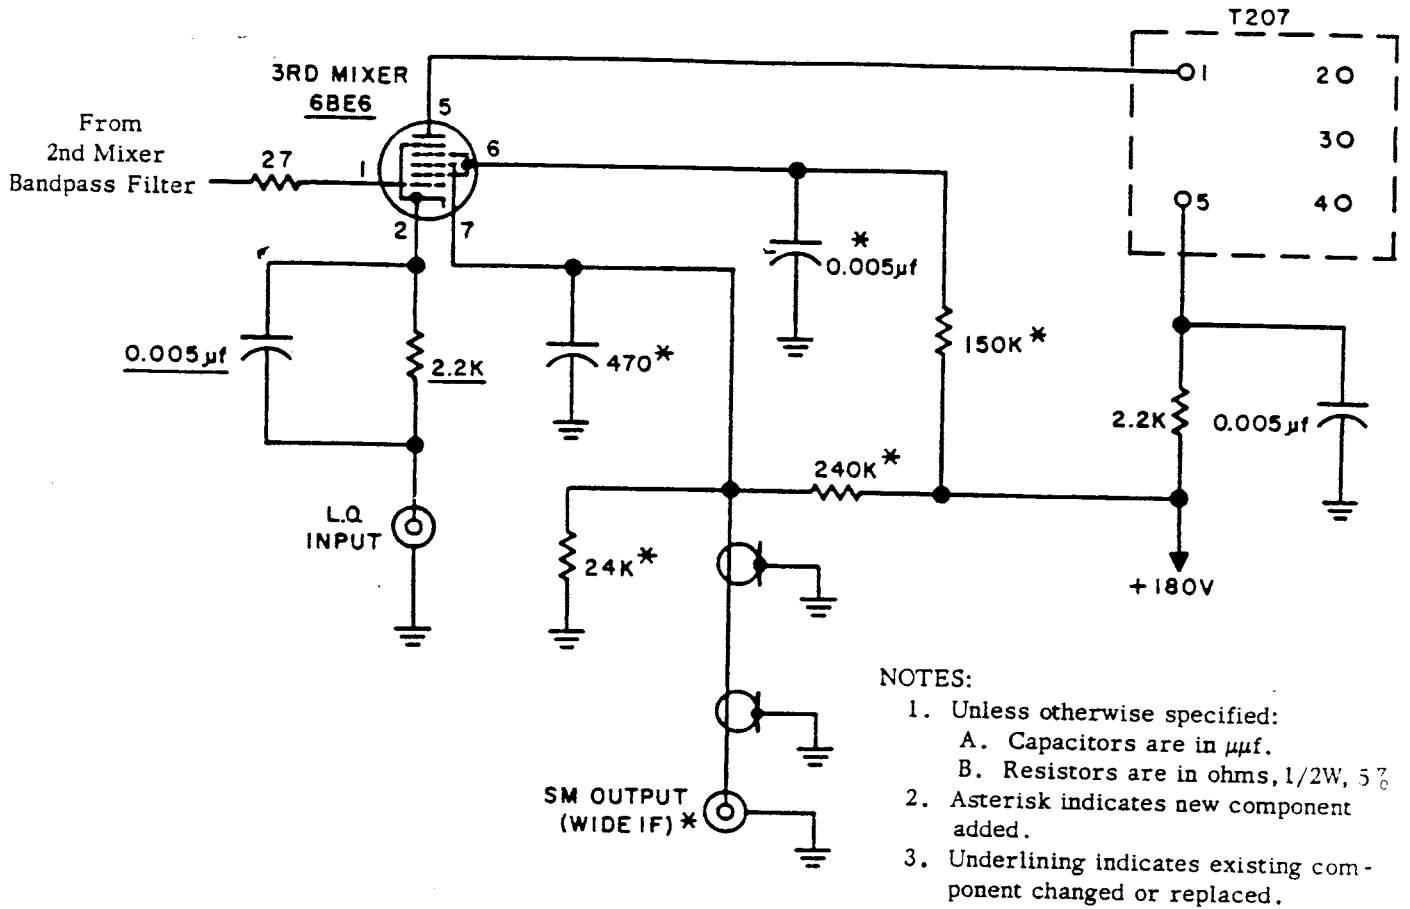 T207
3RD MIXER
6BE6
From
2nd Mixer
Bandpass Filter
27
1
5
6
2
7
1
2
3
5
4
*
0.005µf
0.005µf
2.2K
470*
150K*
2.2K
0.005µf
240K*
L.O.
INPUT
24K*
+180V
SM OUTPUT
(WIDE IF)*
NOTES:
1. Unless otherwise specified:
A. Capacitors are in µµf.
B. Resistors are in ohms, 1/2W, 5%
2. Asterisk indicates new component
added.
3. Underlining indicates existing com-
ponent changed or replaced.